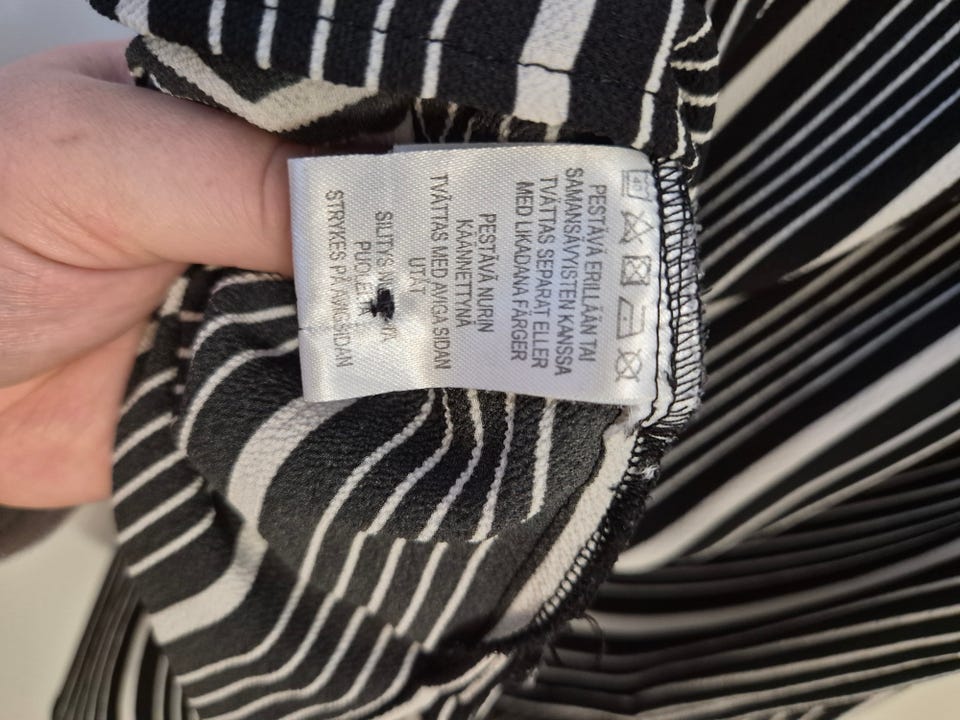 40
PESTÄVÄ ERILLÄÄN TAI
SAMANSÄVYISTEN KANSSA
TVÄTTAS SEPARAT ELLER
MED LIKADANA FÄRGER
PESTÄVÄ NURIN
KÄÄNNETTYNÄ
TVÄTTAS MED AVIGA SIDAN
UTÅT
SILITYS
PUOLELTA
STRYKES PÅ AVIGSIDAN